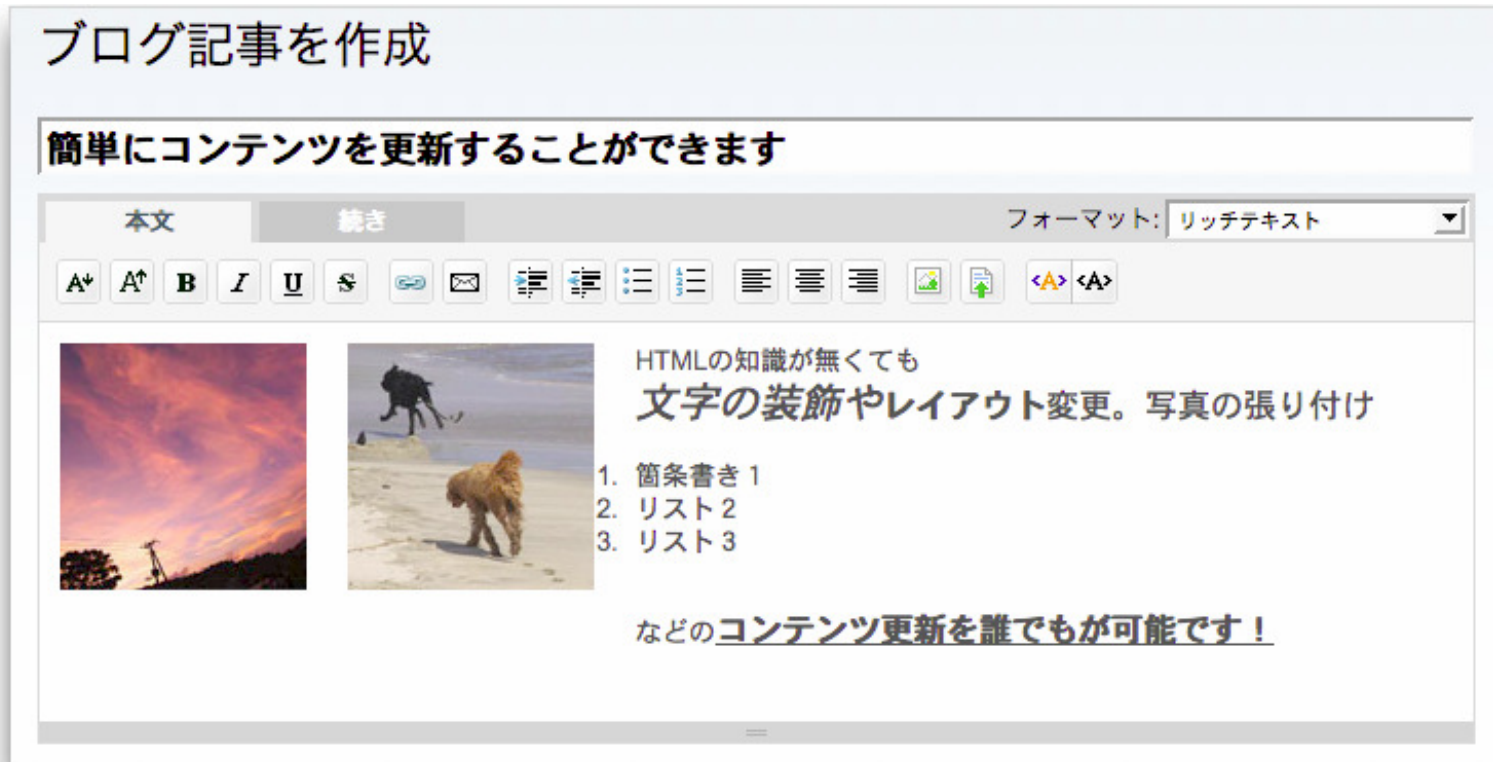 ブログ記事を作成
簡単にコンテンツを更新することができます
本文 続き フォーマット: リッチテキスト
A A B I U S <A> <A>
HTMLの知識が無くても
文字の装飾やレイアウト変更。写真の張り付け
1. 箇条書き1
2. リスト2
3. リスト3
などのコンテンツ更新を誰でもが可能です！